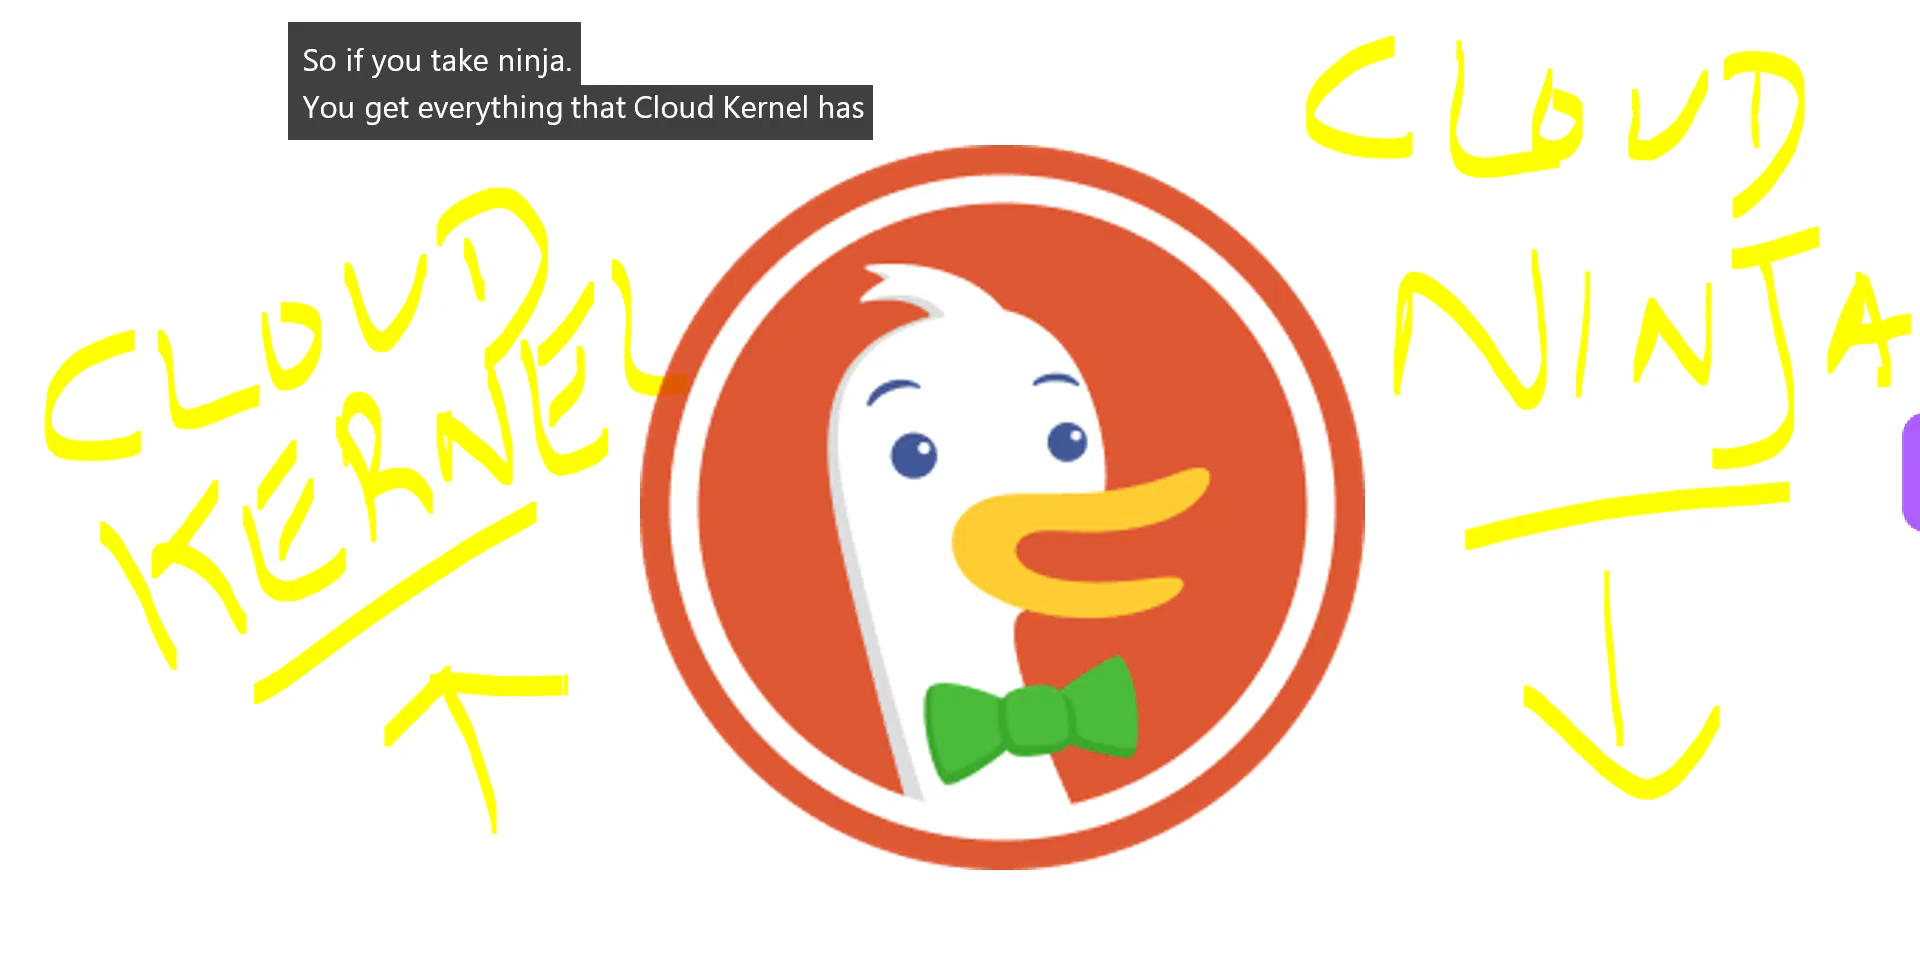 So if you take ninja.
You get everything that Cloud Kernel has
CLOUD
KERNEL
CLOUD
NINJA